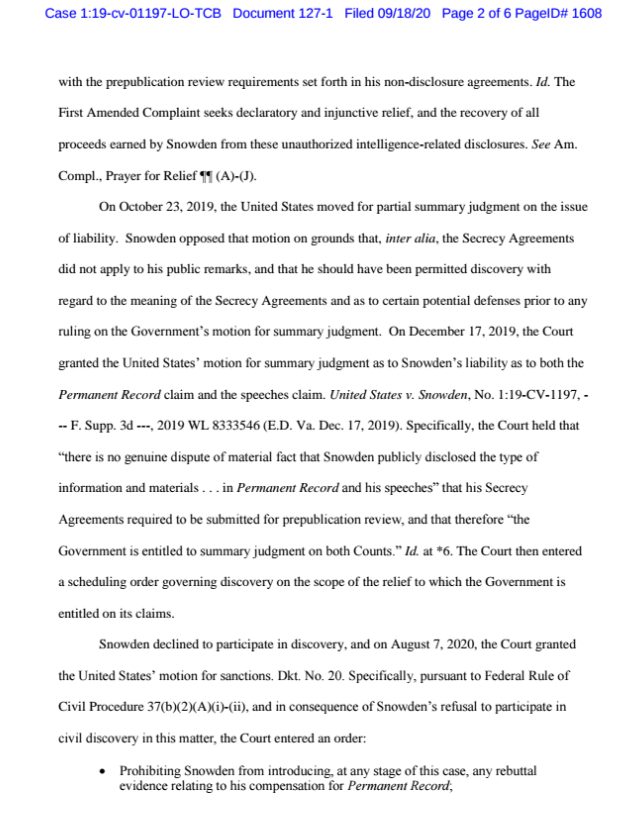 Case 1:19-cv-01197-LO-TCB Document 127-1 Filed 09/18/20 Page 2 of 6 PageID# 1608
with the prepublication review requirements set forth in his non-disclosure agreements. Id. The
First Amended Complaint seeks declaratory and injunctive relief, and the recovery of all
proceeds earned by Snowden from these unauthorized intelligence-related disclosures. See Am.
Compl., Prayer for Relief ¶¶ (A)-(J).
On October 23, 2019, the United States moved for partial summary judgment on the issue
of liability. Snowden opposed that motion on grounds that, inter alia, the Secrecy Agreements
did not apply to his public remarks, and that he should have been permitted discovery with
regard to the meaning of the Secrecy Agreements and as to certain potential defenses prior to any
ruling on the Government's motion for summary judgment. On December 17, 2019, the Court
granted the United States' motion for summary judgment as to Snowden's liability as to both the
Permanent Record claim and the speeches claim. United States v. Snowden, No. 1:19-CV-1197, -
-- F. Supp. 3d ---, 2019 WL 8333546 (E.D. Va. Dec. 17, 2019). Specifically, the Court held that
“there is no genuine dispute of material fact that Snowden publicly disclosed the type of
information and materials . . . in Permanent Record and his speeches” that his Secrecy
Agreements required to be submitted for prepublication review, and that therefore “the
Government is entitled to summary judgment on both Counts.” Id. at *6. The Court then entered
a scheduling order governing discovery on the scope of the relief to which the Government is
entitled on its claims.
Snowden declined to participate in discovery, and on August 7, 2020, the Court granted
the United States' motion for sanctions. Dkt. No. 20. Specifically, pursuant to Federal Rule of
Civil Procedure 37(b)(2)(A)(i)-(ii), and in consequence of Snowden's refusal to participate in
civil discovery in this matter, the Court entered an order:
• Prohibiting Snowden from introducing, at any stage of this case, any rebuttal
evidence relating to his compensation for Permanent Record;